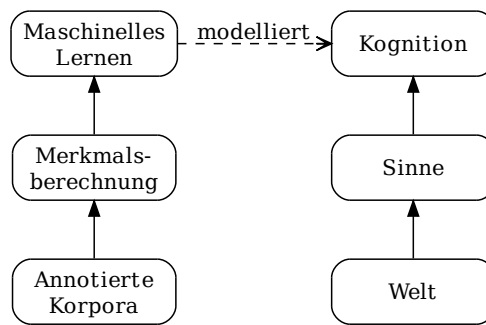 Maschinelles
Lernen
modelliert
Kognition
Merkmals-
berechnung
Sinne
Annotierte
Korpora
Welt